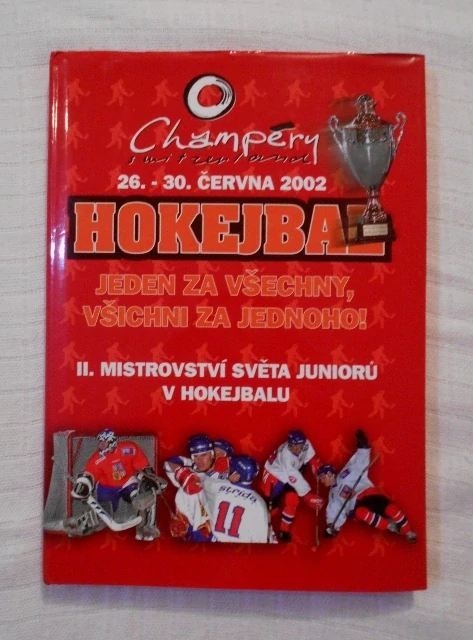 Champéry
switzerland
26. - 30. ČERVNA 2002
HOKEJBAL
JEDEN ZA VŠECHNY,
VŠICHNI ZA JEDNOHO!
II. MISTROVSTVÍ SVĚTA JUNIORŮ
V HOKEJBALU
strida
11